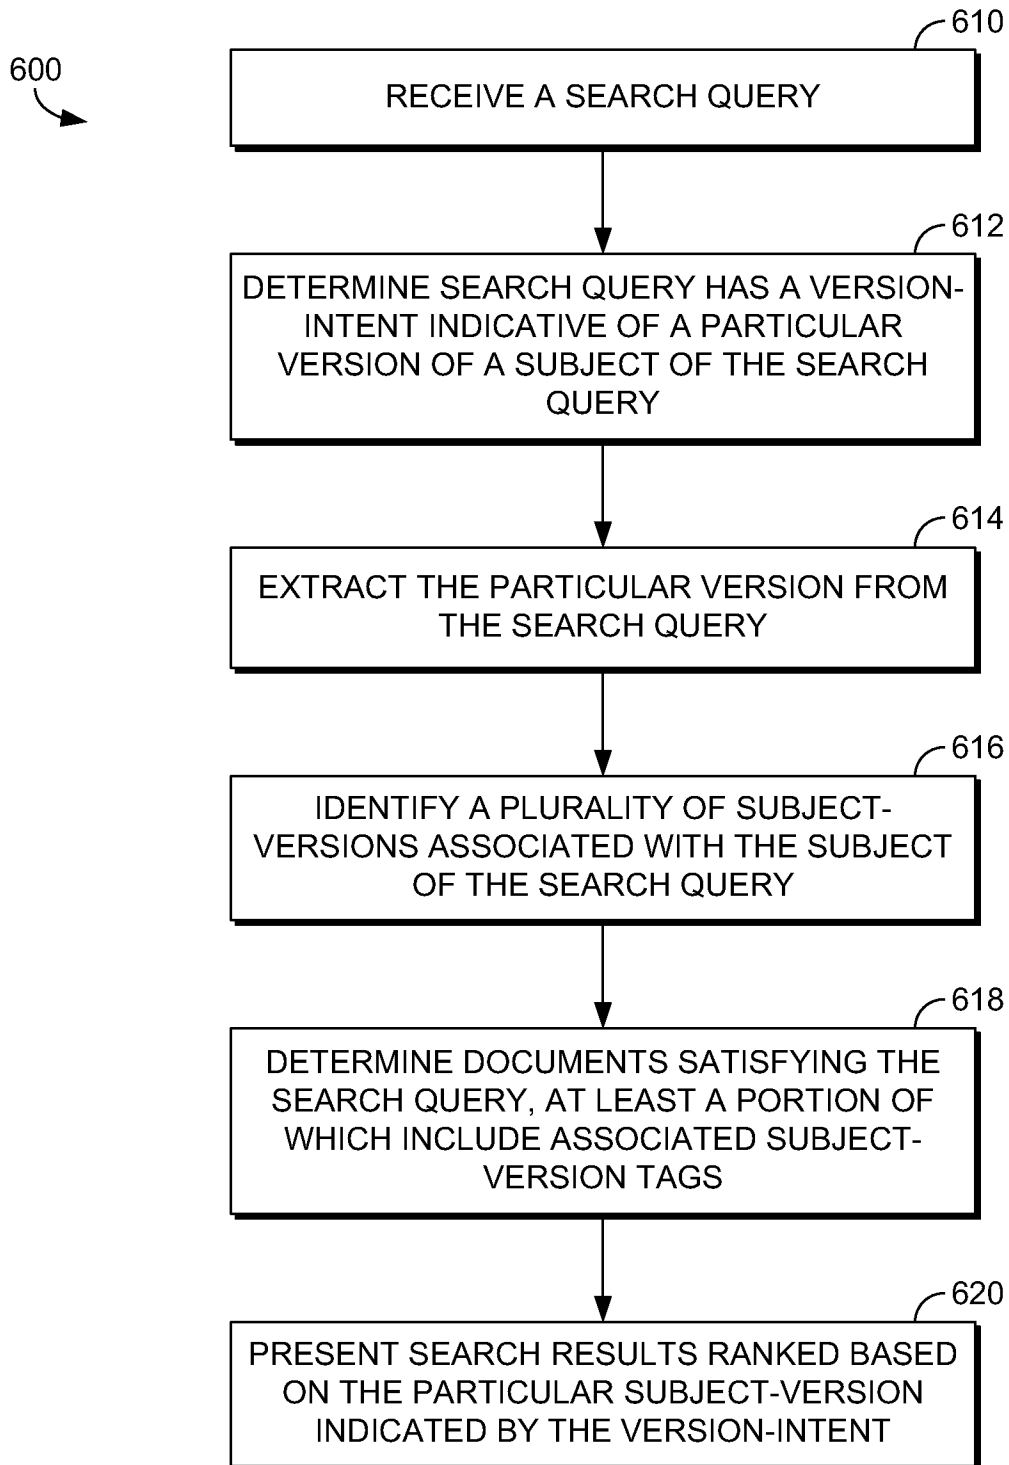 600
610
RECEIVE A SEARCH QUERY
612
DETERMINE SEARCH QUERY HAS A VERSION-
INTENT INDICATIVE OF A PARTICULAR
VERSION OF A SUBJECT OF THE SEARCH
QUERY
614
EXTRACT THE PARTICULAR VERSION FROM
THE SEARCH QUERY
616
IDENTIFY A PLURALITY OF SUBJECT-
VERSIONS ASSOCIATED WITH THE SUBJECT
OF THE SEARCH QUERY
618
DETERMINE DOCUMENTS SATISFYING THE
SEARCH QUERY, AT LEAST A PORTION OF
WHICH INCLUDE ASSOCIATED SUBJECT-
VERSION TAGS
620
PRESENT SEARCH RESULTS RANKED BASED
ON THE PARTICULAR SUBJECT-VERSION
INDICATED BY THE VERSION-INTENT